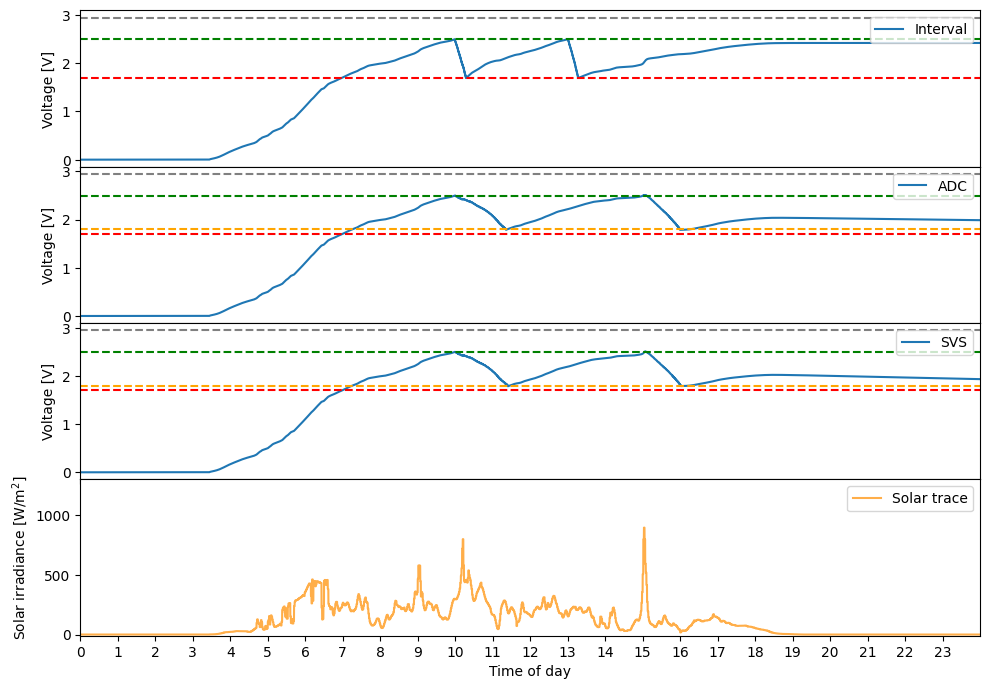 3
2
1
0
Voltage [V]
Interval
3
2
1
0
Voltage [V]
ADC
3
2
1
0
Voltage [V]
SVS
1000
500
0
Solar irradiance [W/m²]
Solar trace
0 1 2 3 4 5 6 7 8 9 10 11 12 13 14 15 16 17 18 19 20 21 22 23
Time of day